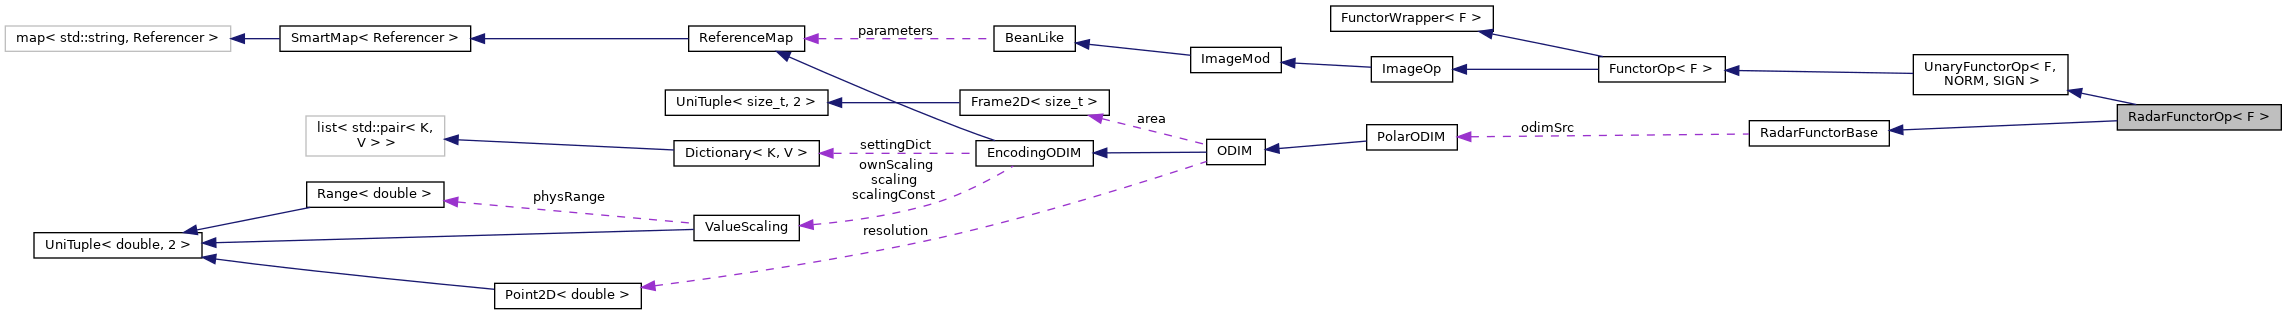 FunctorWrapper< F >
map< std::string, Referencer >
SmartMap< Referencer >
ReferenceMap
parameters
BeanLike
ImageMod
ImageOp
FunctorOp< F >
UnaryFunctorOp< F,
NORM, SIGN >
UniTuple< size_t, 2 >
Frame2D< size_t >
area
RadarFunctorOp< F >
list< std::pair< K,
V > >
Dictionary< K, V >
settingDict
EncodingODIM
ODIM
PolarODIM
odimSrc
RadarFunctorBase
ownScaling
scaling
scalingConst
Range< double >
physRange
ValueScaling
resolution
UniTuple< double, 2 >
Point2D< double >